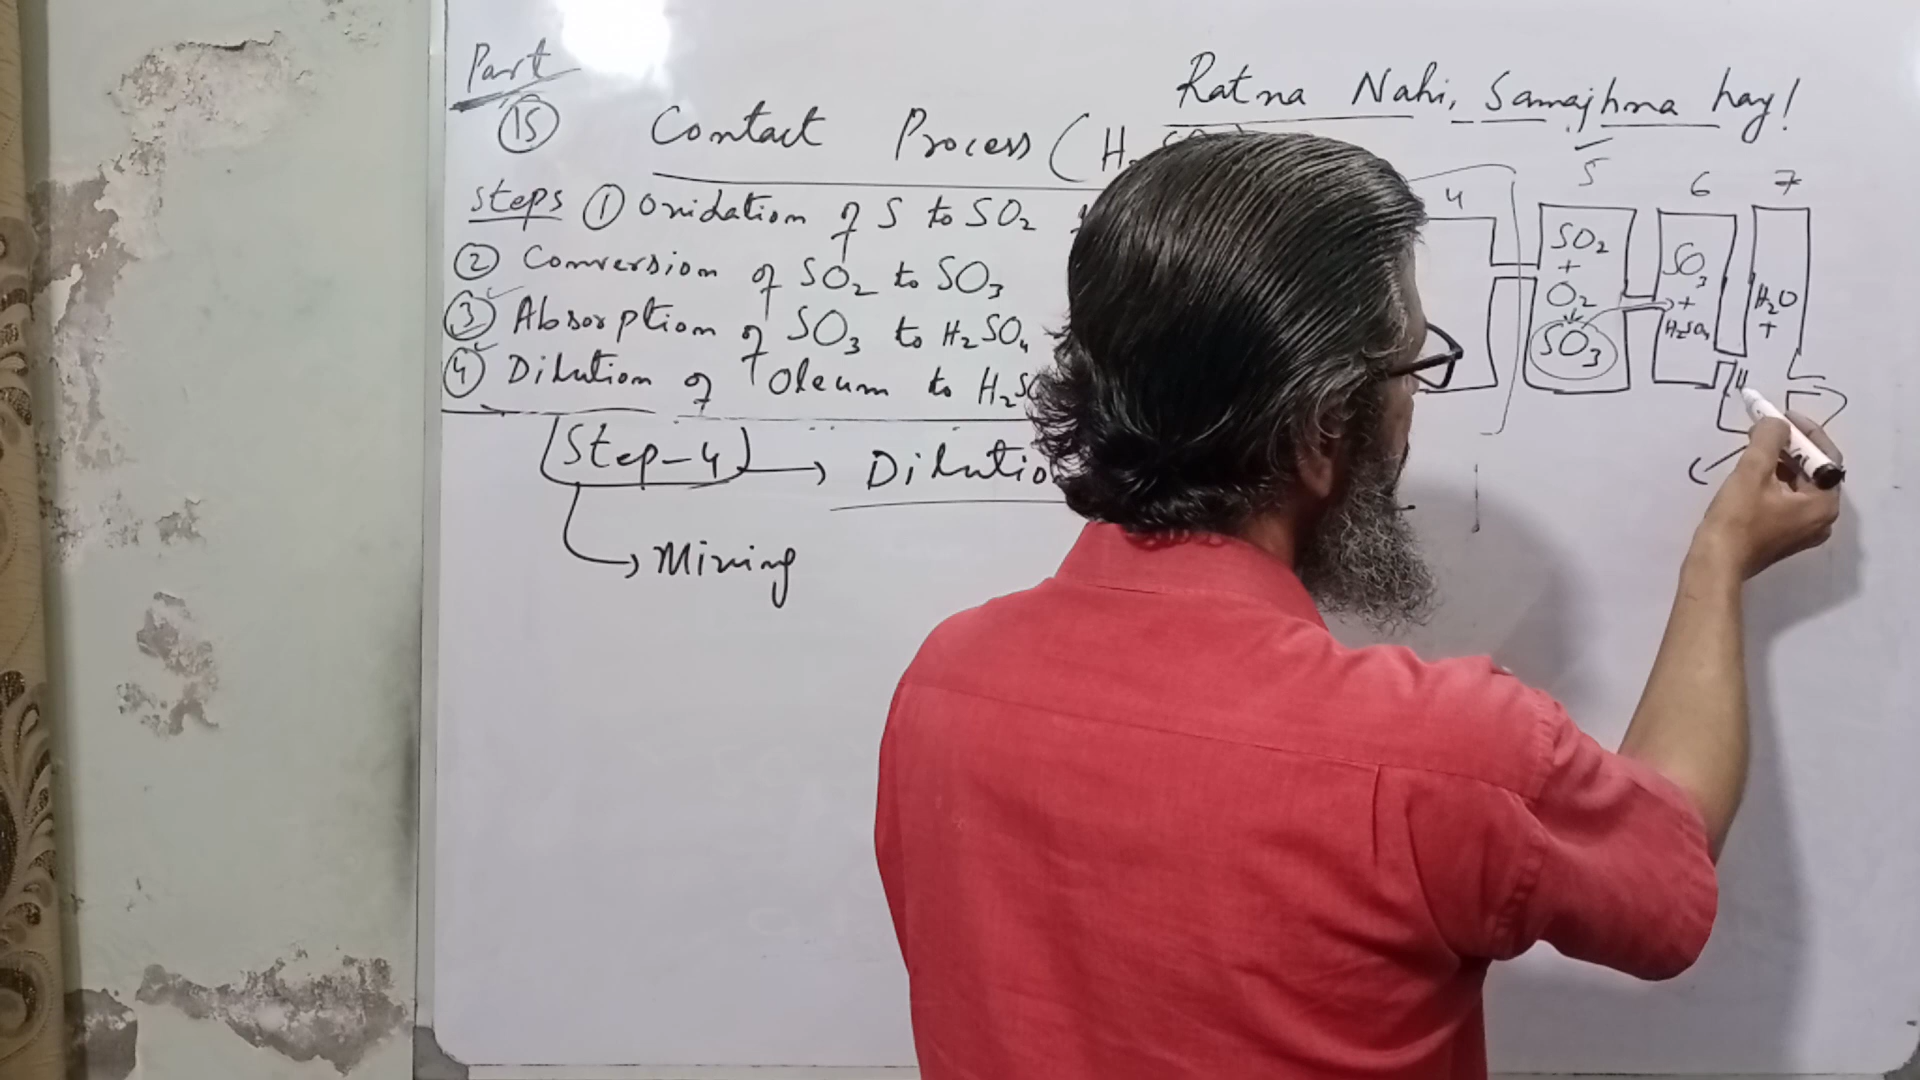 Part
15
Ratna Nahi, Samajhna hay!
Contact Process (H
Steps ① Oxidation of S to SO₂
② Conversion of SO₂ to SO₃
③ Absorption of SO₃ to H₂SO₄
④ Dilution of Oleum to H₂S
Step-4 → Dilutio
→ Mixing
4
5
SO₂
+
O₂
SO₃
6
SO₃
+
H₂SO₄
7
H₂O
+